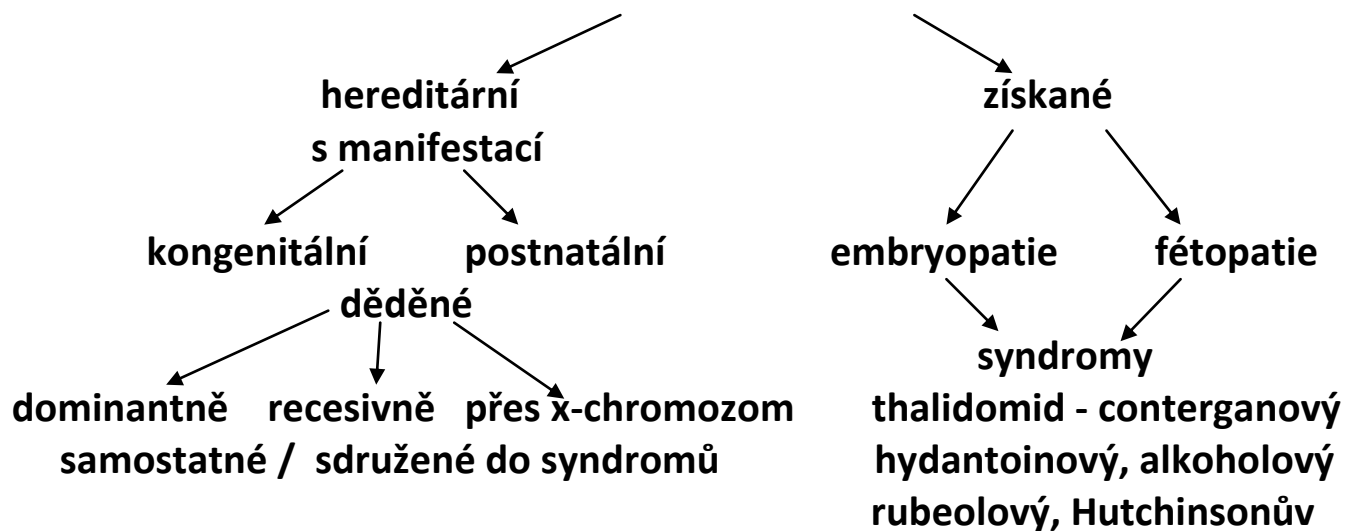 hereditární
s manifestací
získané
kongenitální postnatální
embryopatie fétopatie
děděné
syndromy
dominantně recesivně přes x-chromozom
samostatné / sdružené do syndromů
thalidomid - conterganový
hydantoinový, alkoholový
rubeolový, Hutchinsonův